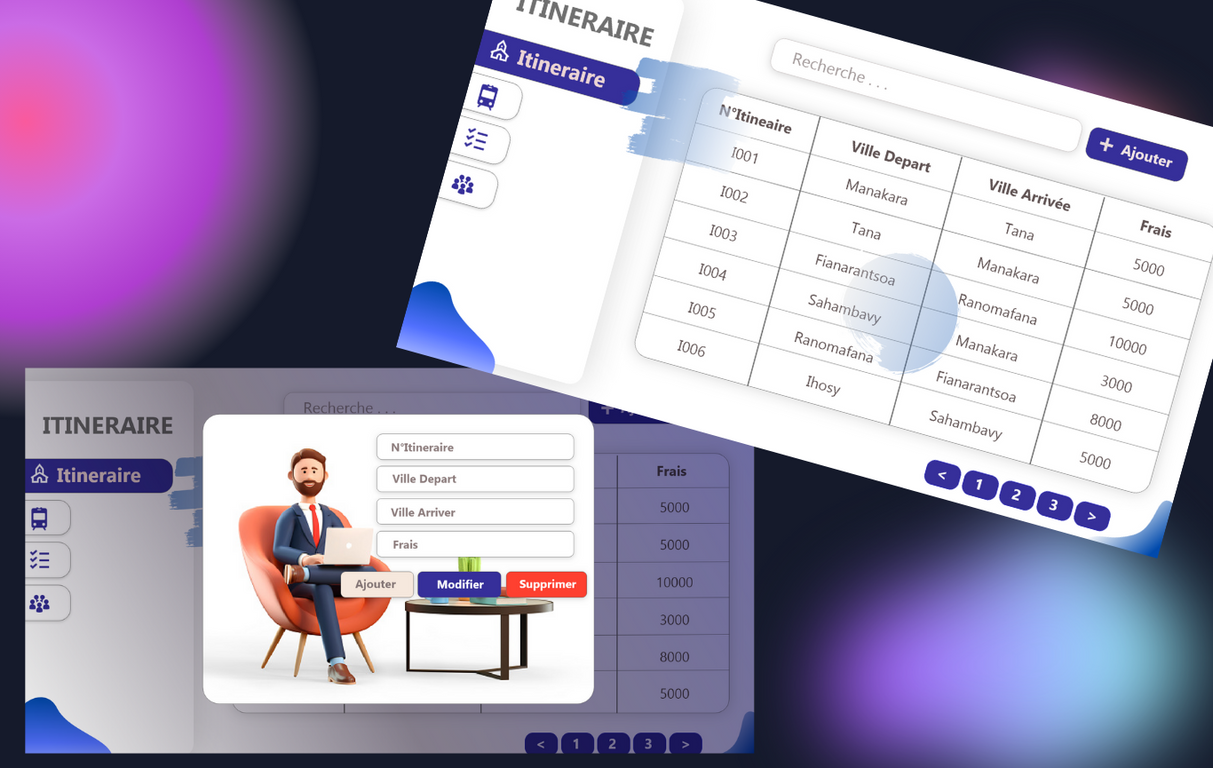 ITINERAIRE
Itineraire
Recherche . . .
+ Ajouter
N°Itineaire Ville Depart Ville Arrivée Frais
I001 Manakara Tana 5000
I002 Tana Manakara 5000
I003 Fianarantsoa Ranomafana 10000
I004 Sahambavy Manakara 3000
I005 Ranomafana Fianarantsoa 8000
I006 Ihosy Sahambavy 5000
< 1 2 3 >
ITINERAIRE
Itineraire
Recherche . . .
N°Itineraire
Ville Depart
Ville Arriver
Frais
Ajouter Modifier Supprimer
Frais
5000
5000
10000
3000
8000
5000
< 1 2 3 >